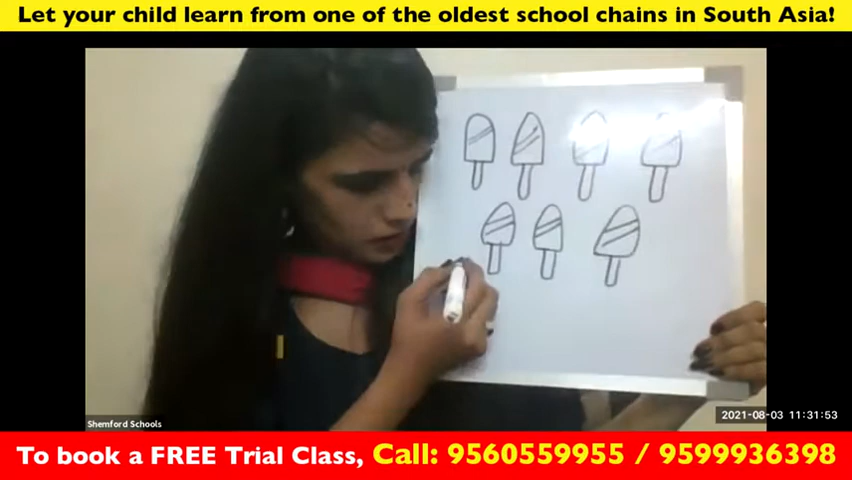 Let your child learn from one of the oldest school chains in South Asia!
Shemford Schools
2021-08-03 11:31:53
To book a FREE Trial Class, Call: 9560559955 / 9599936398